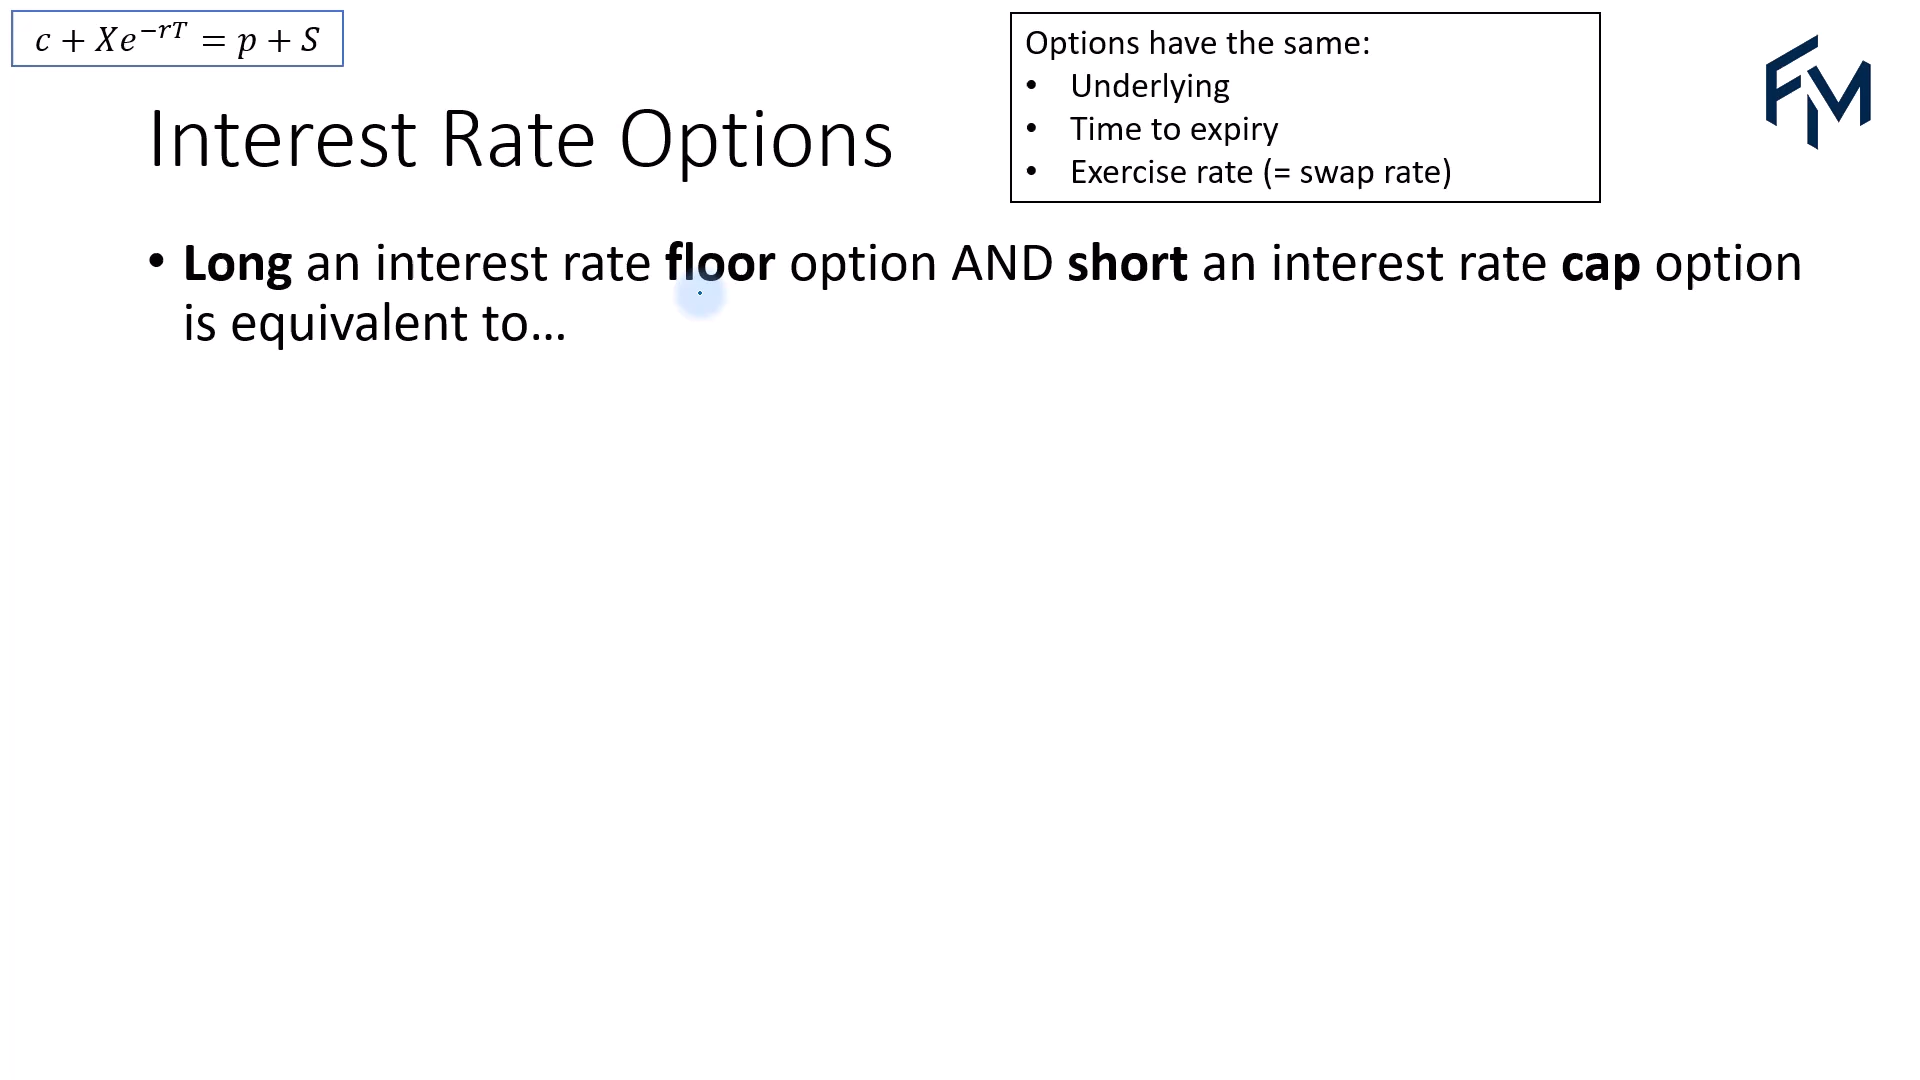 c + Xe^{−rT} = p + S
Options have the same:
• Underlying
• Time to expiry
• Exercise rate (= swap rate)
FM
Interest Rate Options
• Long an interest rate floor option AND short an interest rate cap option
is equivalent to…